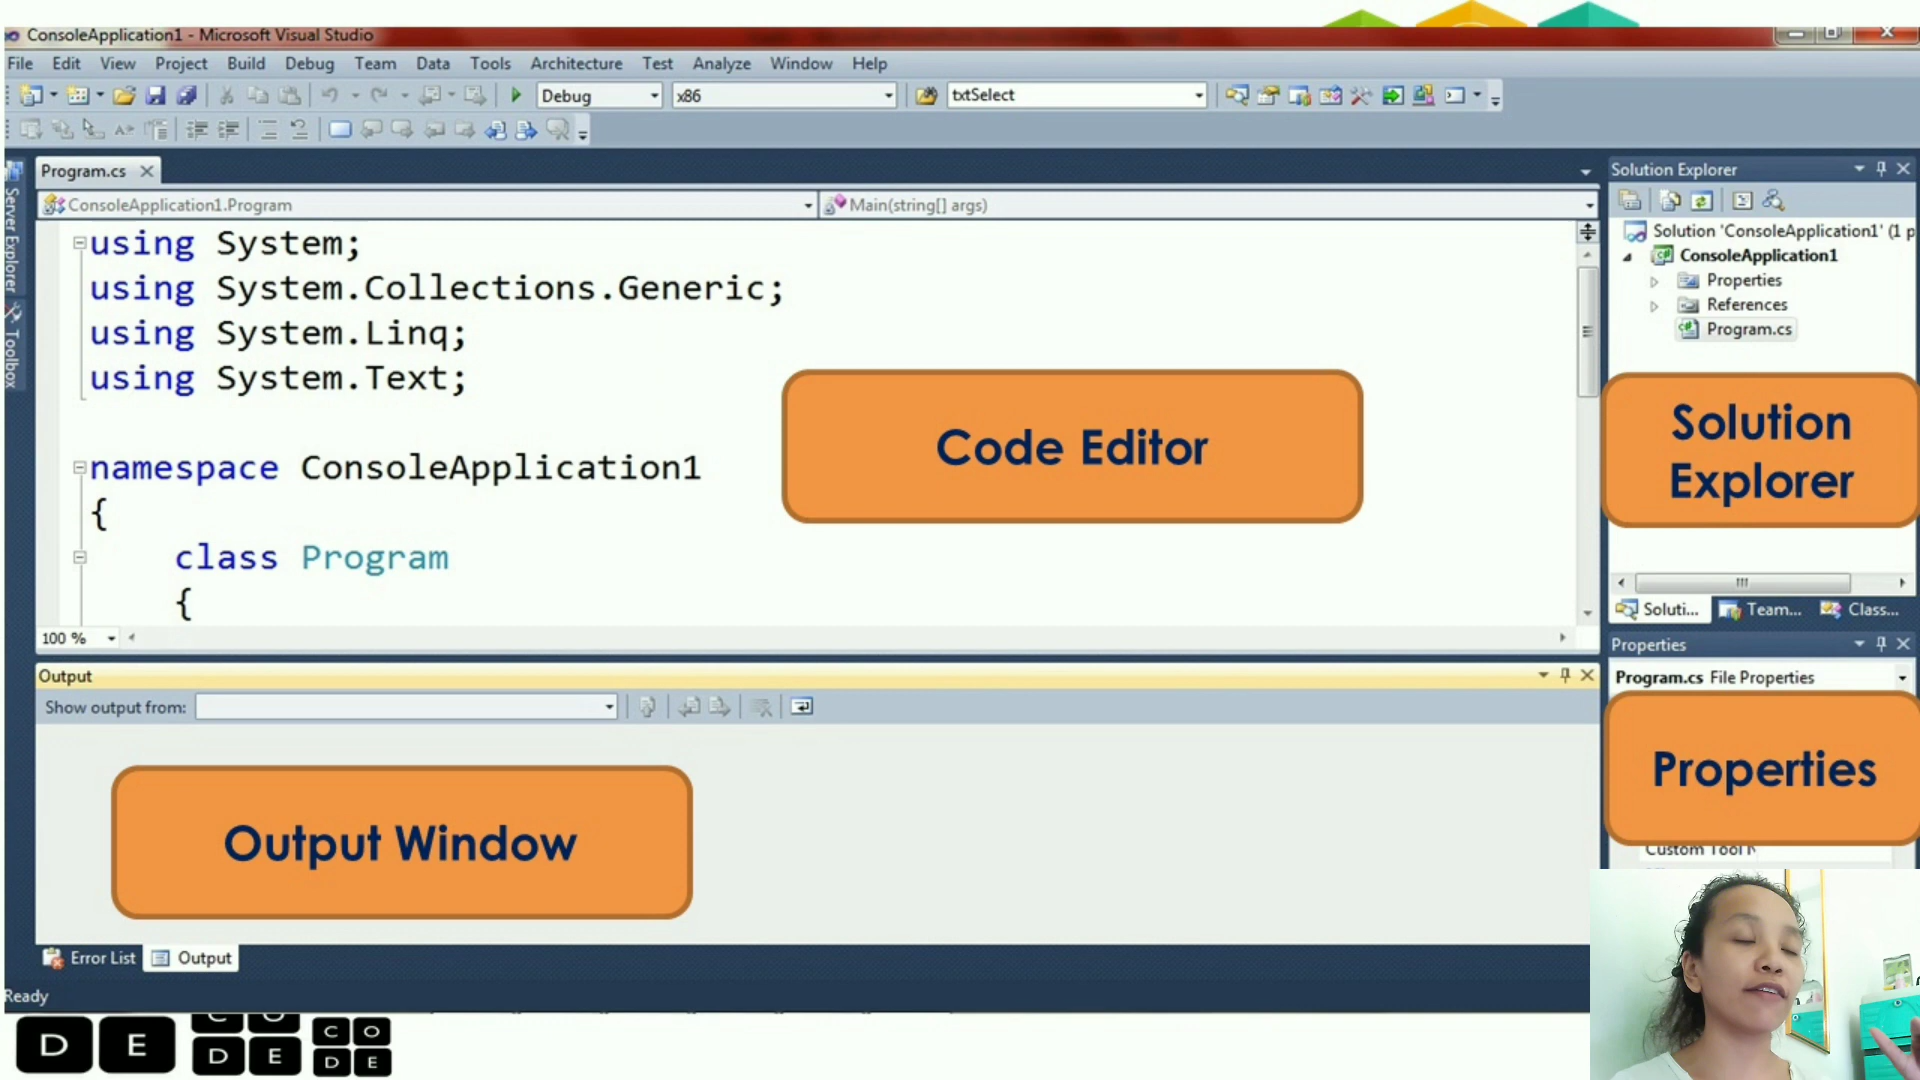 ConsoleApplication1 - Microsoft Visual Studio
File Edit View Project Build Debug Team Data Tools Architecture Test Analyze Window Help
Debug x86 txtSelect
Server Explorer
Toolbox
Program.cs
ConsoleApplication1.Program Main(string[] args)
using System;
using System.Collections.Generic;
using System.Linq;
using System.Text;
namespace ConsoleApplication1
{
class Program
{
100 %
Code Editor
Solution Explorer
Solution 'ConsoleApplication1' (1 p
ConsoleApplication1
Properties
References
Program.cs
Solution
Explorer
Soluti... Team... Class...
Properties
Program.cs File Properties
Properties
Custom Tool N
Output
Show output from:
Output Window
Error List Output
Ready
D E
C O
D E
C O
D E